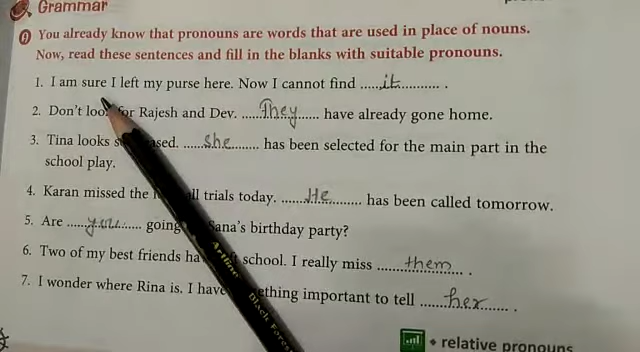 Grammar
You already know that pronouns are words that are used in place of nouns.
Now, read these sentences and fill in the blanks with suitable pronouns.
1. I am sure I left my purse here. Now I cannot find .....it........... .
2. Don't loo for Rajesh and Dev. ......They...... have already gone home.
3. Tina looks s ased. ......she......... has been selected for the main part in the
school play.
4. Karan missed the ll trials today. .......He.......... has been called tomorrow.
5. Are ......you...... going Sana's birthday party?
6. Two of my best friends ha school. I really miss .......them......... .
7. I wonder where Rina is. I have ething important to tell .......her....... .
Artline
Black Forest
• relative pronouns